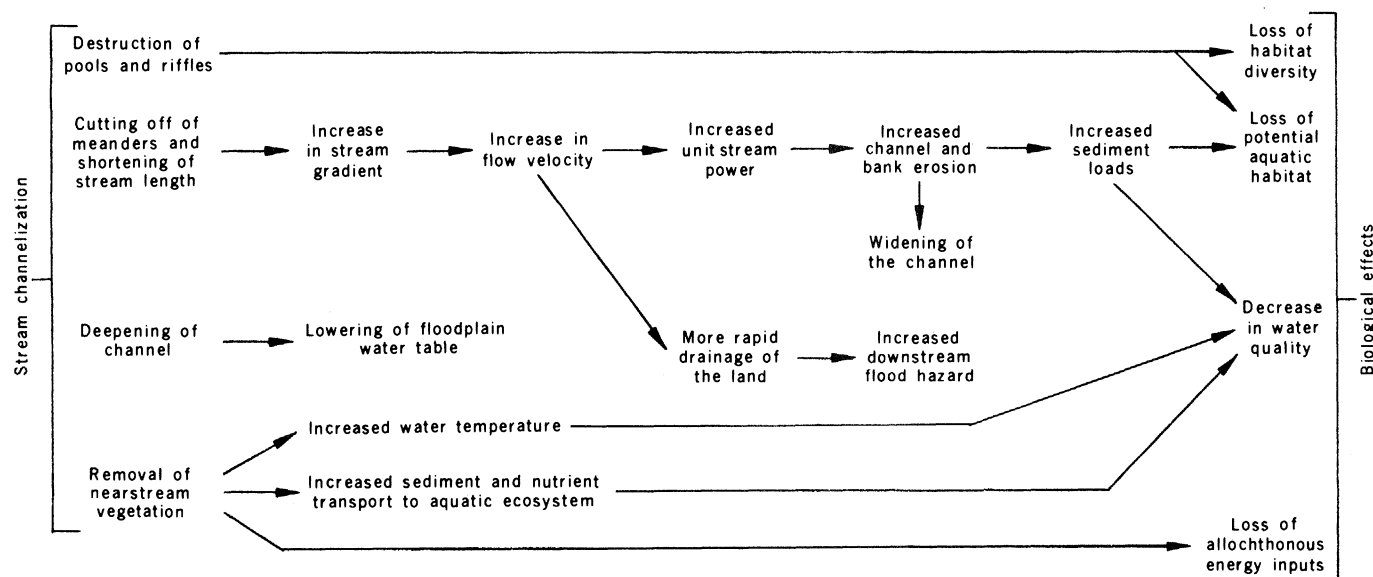 Stream channelization
Destruction of
pools and riffles
Loss of
habitat
diversity
Cutting off of
meanders and
shortening of
stream length
Increase
in stream
gradient
Increase in
flow velocity
Increased
unit stream
power
Increased
channel and
bank erosion
Increased
sediment
loads
Loss of
potential
aquatic
habitat
Widening of
the channel
Deepening of
channel
Lowering of floodplain
water table
More rapid
drainage of
the land
Increased
downstream
flood hazard
Decrease
in water
quality
Increased water temperature
Removal of
nearstream
vegetation
Increased sediment and nutrient
transport to aquatic ecosystem
Loss of
allochthonous
energy inputs
Biological effects